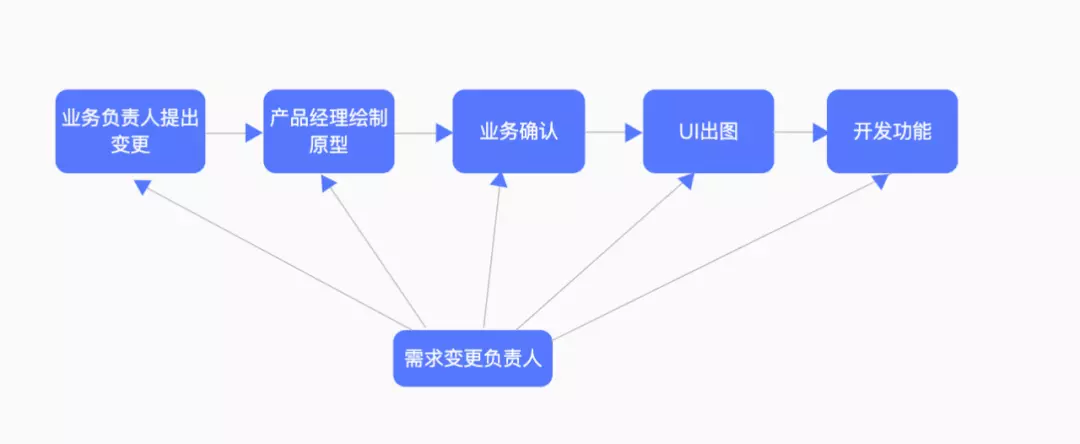 业务负责人提出
变更
产品经理绘制
原型
业务确认
UI出图
开发功能
需求变更负责人